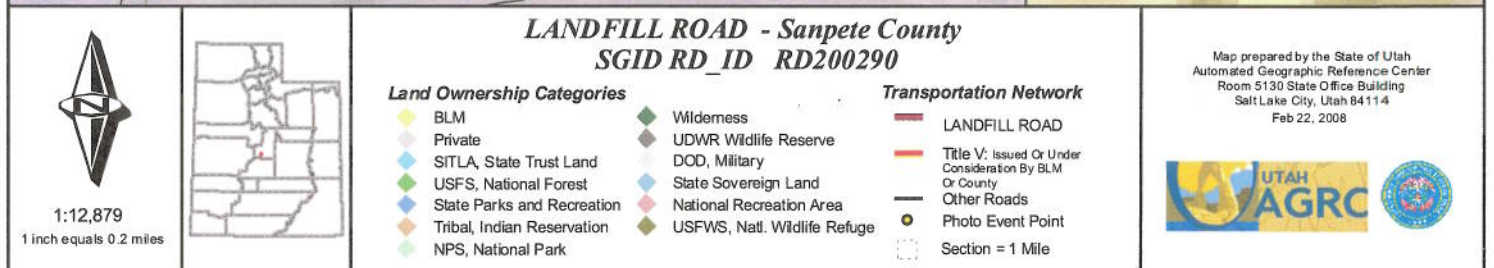 N
1:12,879
1 inch equals 0.2 miles
LANDFILL ROAD - Sanpete County
SGID RD_ID RD200290
Land Ownership Categories
BLM
Private
SITLA, State Trust Land
USFS, National Forest
State Parks and Recreation
Tribal, Indian Reservation
NPS, National Park
Wilderness
UDWR Wildlife Reserve
DOD, Military
State Sovereign Land
National Recreation Area
USFWS, Natl. Wildlife Refuge
Transportation Network
LANDFILL ROAD
Title V: Issued Or Under
Consideration By BLM
Or County
Other Roads
Photo Event Point
Section = 1 Mile
Map prepared by the State of Utah
Automated Geographic Reference Center
Room 5130 State Office Building
Salt Lake City, Utah 84114
Feb 22, 2008
UTAH
AGRC